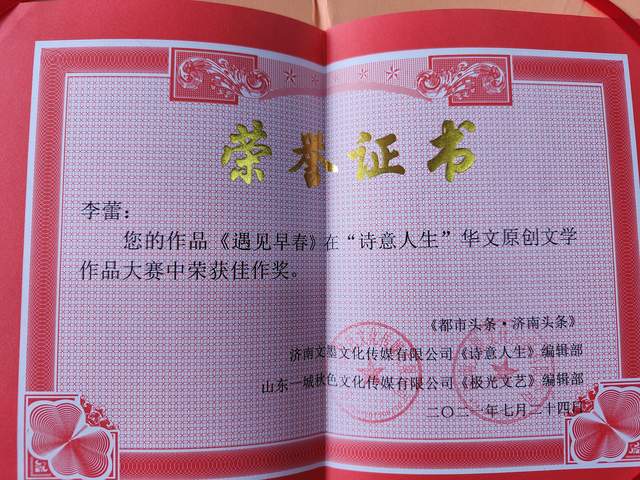 荣誉证书
李蕾：
您的作品《遇见早春》在“诗意人生”华文原创文学
作品大赛中荣获佳作奖。
《都市头条·济南头条》
济南文墨文化传媒有限公司《诗意人生》编辑部
山东一城秋色文化传媒有限公司《极光文艺》编辑部
二〇二一年七月二十四日